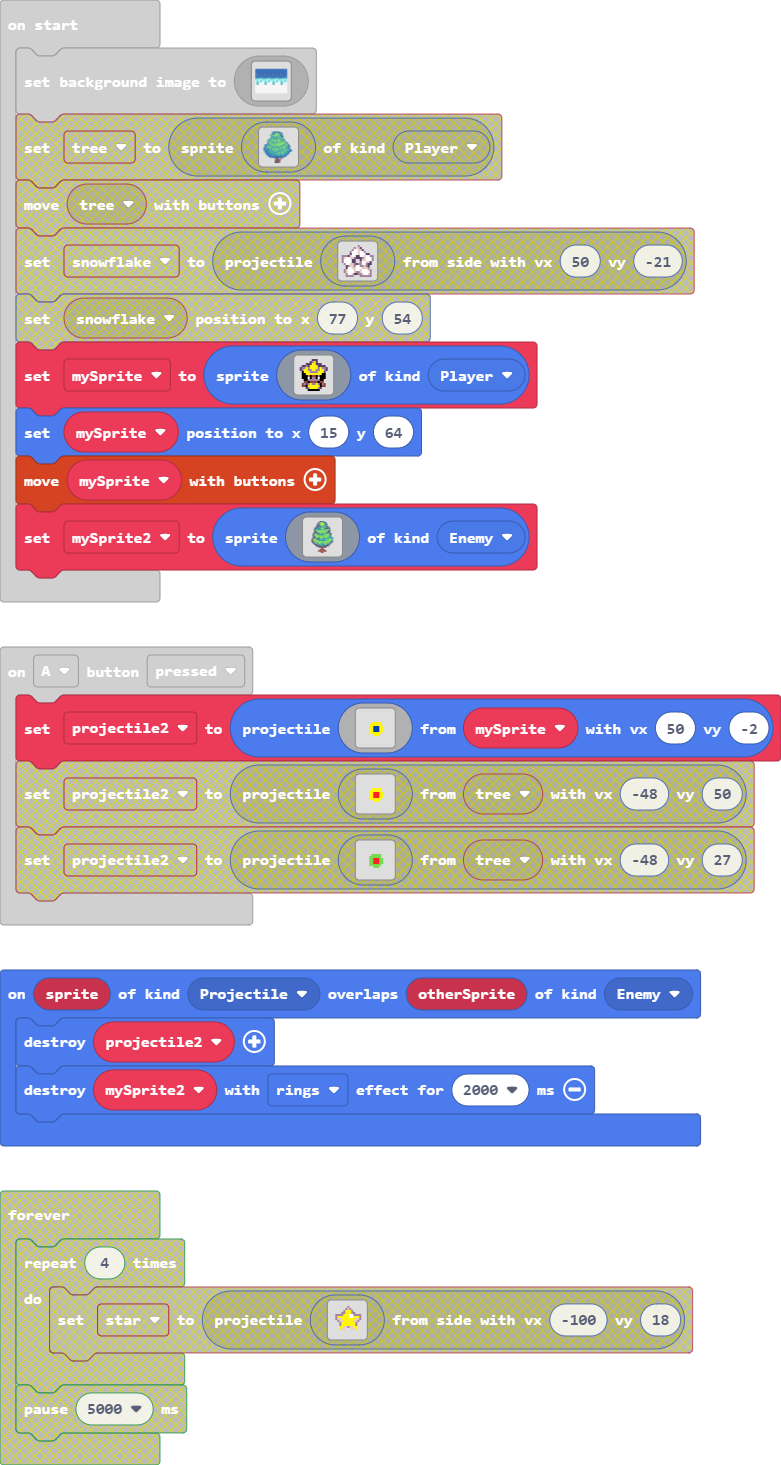 on start
set background image to
set tree to sprite of kind Player
move tree with buttons
set snowflake to projectile from side with vx 50 vy -21
set snowflake position to x 77 y 54
set mySprite to sprite of kind Player
set mySprite position to x 15 y 64
move mySprite with buttons
set mySprite2 to sprite of kind Enemy
on A button pressed
set projectile2 to projectile from mySprite with vx 50 vy -2
set projectile2 to projectile from tree with vx -48 vy 50
set projectile2 to projectile from tree with vx -48 vy 27
on sprite of kind Projectile overlaps otherSprite of kind Enemy
destroy projectile2
destroy mySprite2 with rings effect for 2000 ms
forever
repeat 4 times
do
set star to projectile from side with vx -100 vy 18
pause 5000 ms